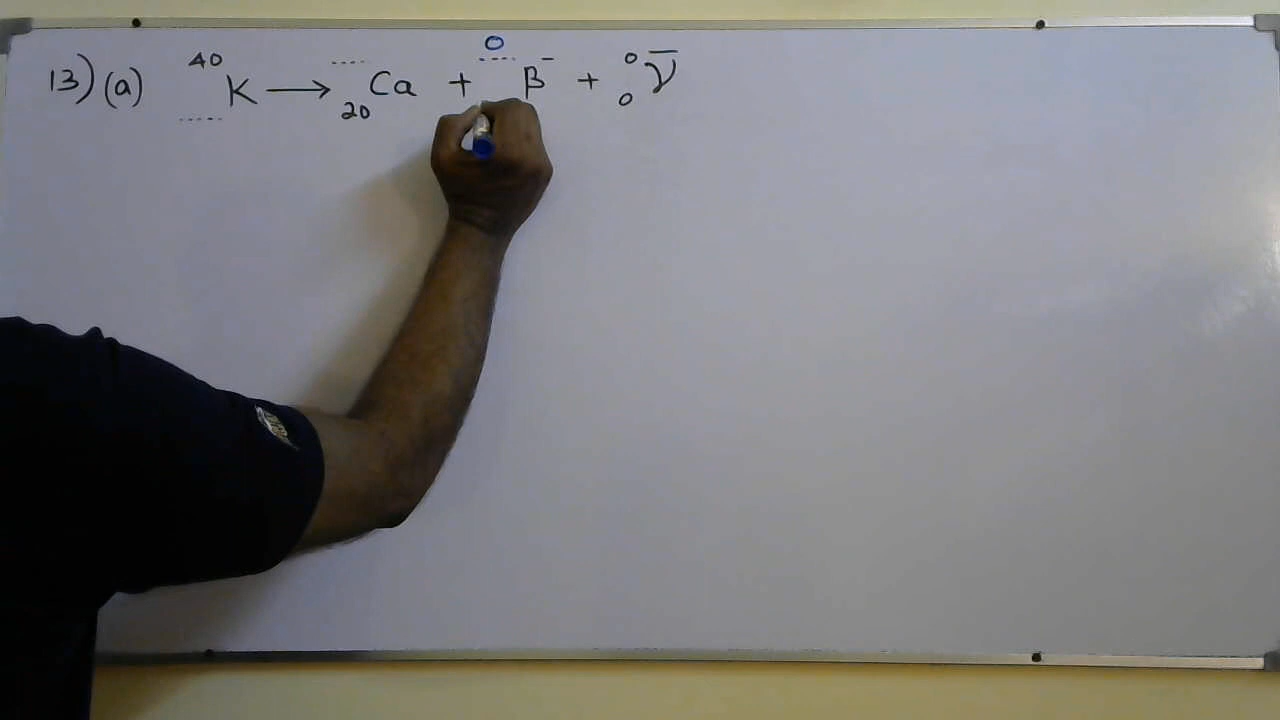 13) (a) ⁴⁰K ⟶ ₂₀Ca + ⁰β⁻ + ⁰₀ν̅